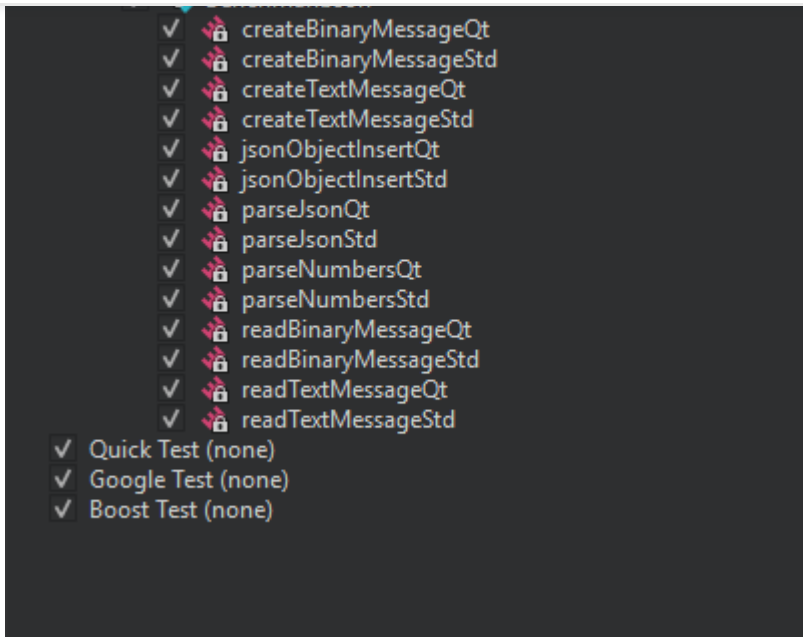 createBinaryMessageQt
createBinaryMessageStd
createTextMessageQt
createTextMessageStd
jsonObjectInsertQt
jsonObjectInsertStd
parseJsonQt
parseJsonStd
parseNumbersQt
parseNumbersStd
readBinaryMessageQt
readBinaryMessageStd
readTextMessageQt
readTextMessageStd
Quick Test (none)
Google Test (none)
Boost Test (none)